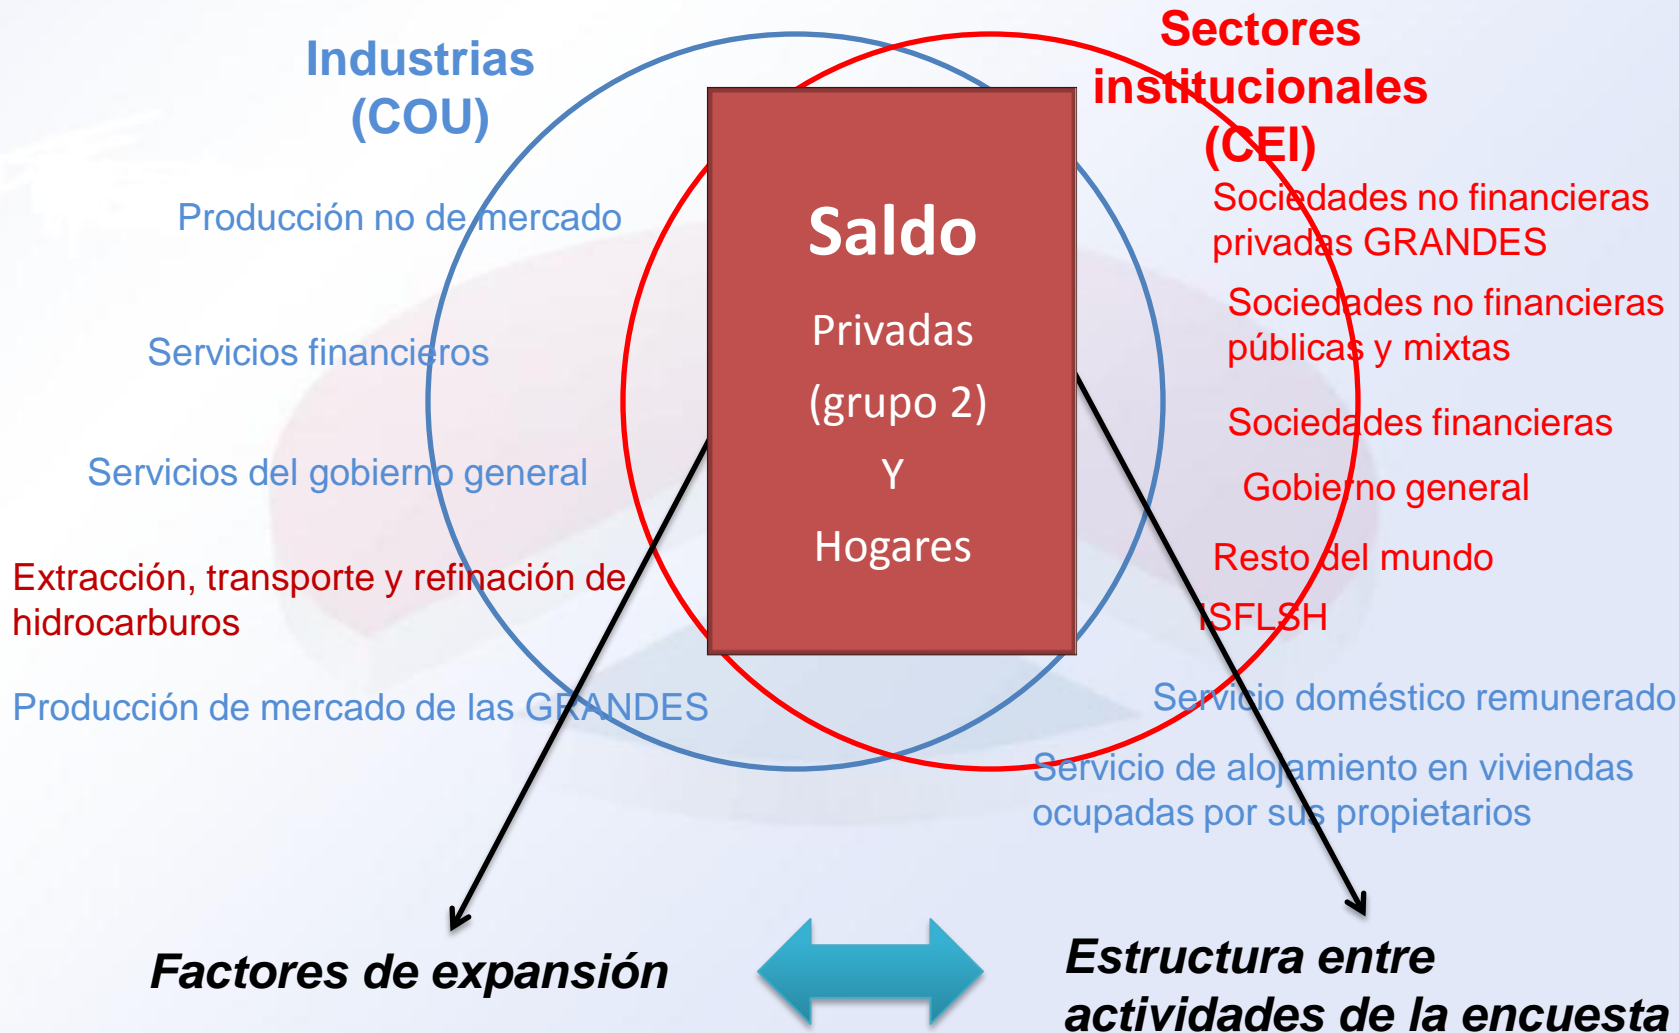 Industrias
(COU)
Sectores
institucionales
(CEI)
Producción no de mercado
Servicios financieros
Servicios del gobierno general
Extracción, transporte y refinación de
hidrocarburos
Producción de mercado de las GRANDES
Saldo
Privadas
(grupo 2)
Y
Hogares
Sociedades no financieras
privadas GRANDES
Sociedades no financieras
públicas y mixtas
Sociedades financieras
Gobierno general
Resto del mundo
ISFLSH
Servicio doméstico remunerado
Servicio de alojamiento en viviendas
ocupadas por sus propietarios
Factores de expansión
Estructura entre
actividades de la encuesta